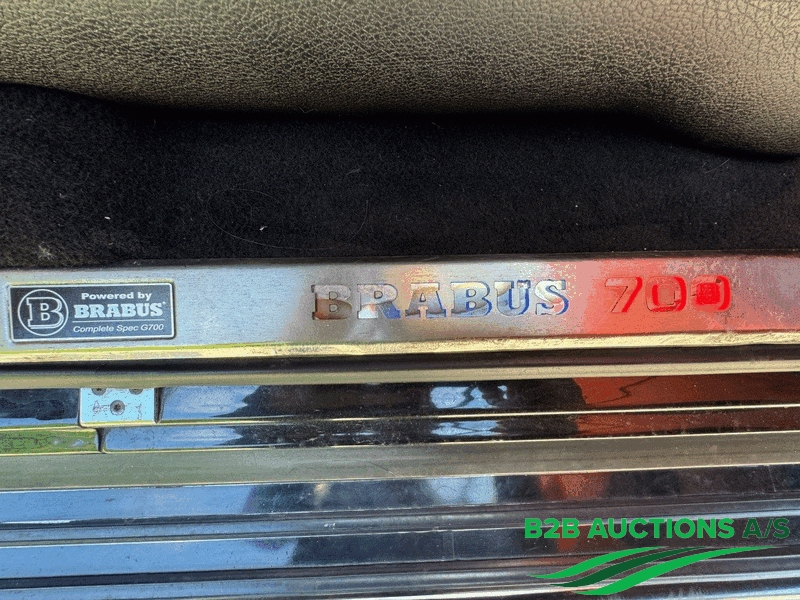 BRABUS 700
B Powered by
BRABUS®
Complete Spec G700
B2B AUCTIONS A/S